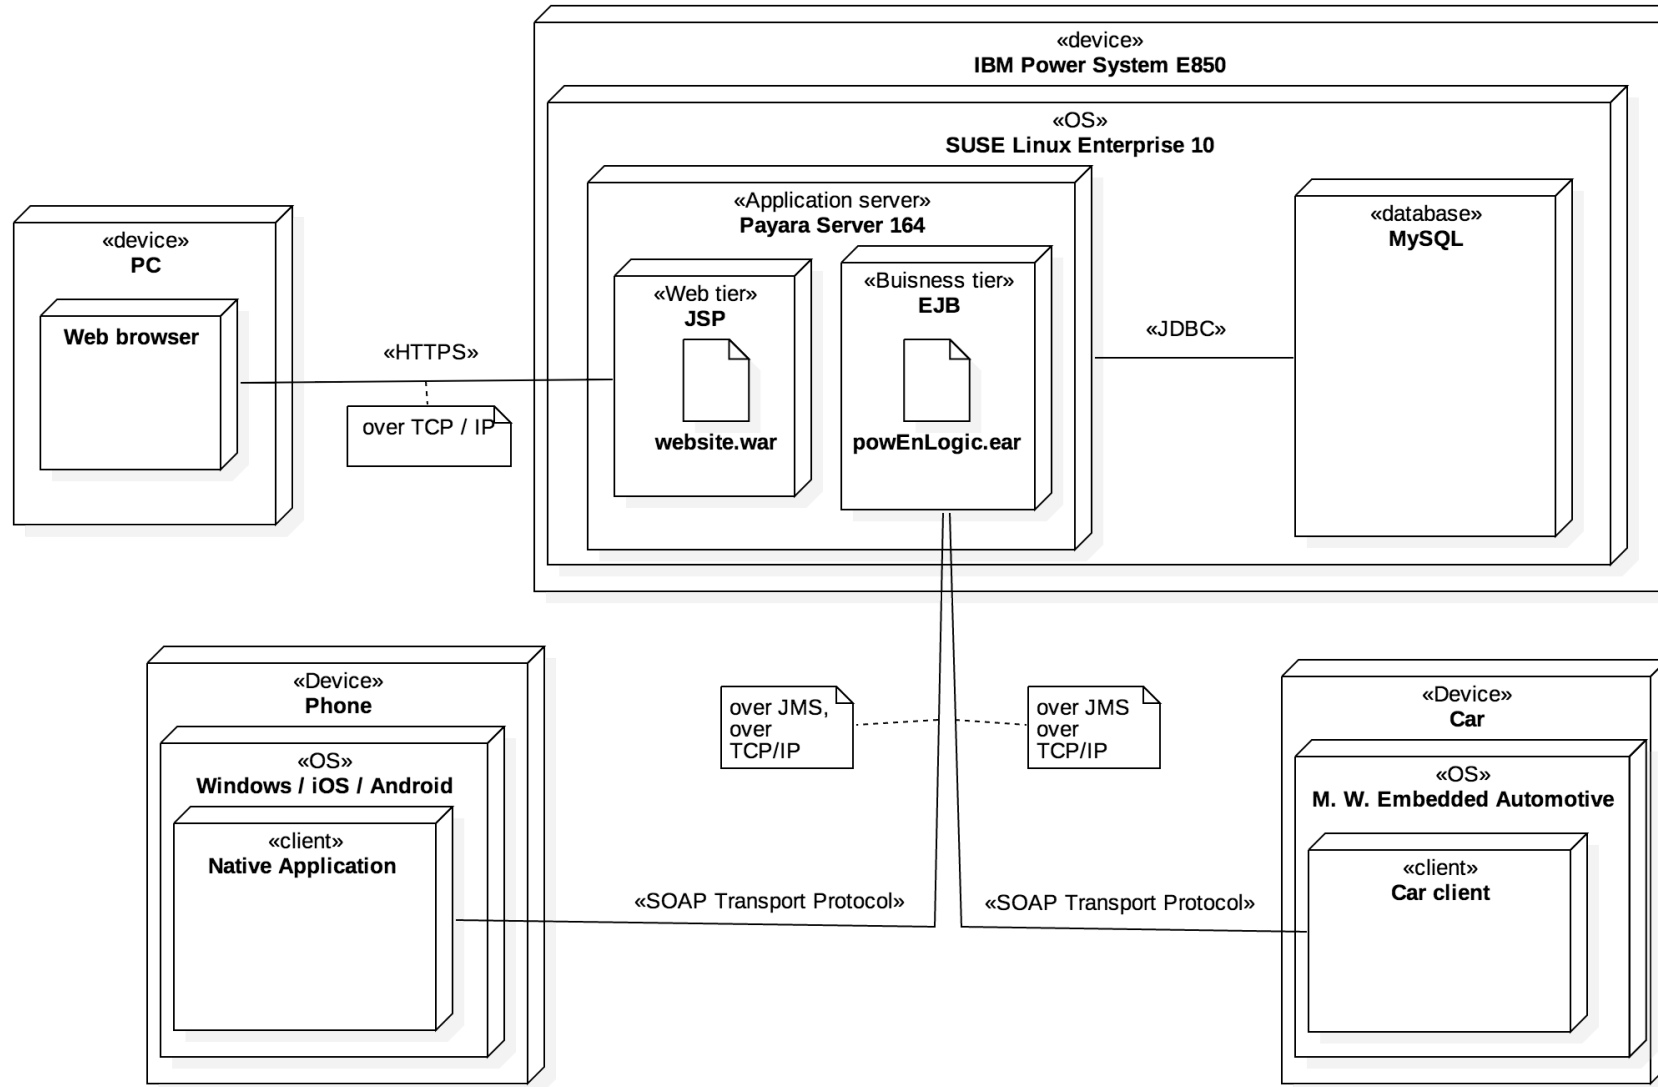 «device»
IBM Power System E850
«OS»
SUSE Linux Enterprise 10
«Application server»
Payara Server 164
«Web tier»
JSP
website.war
«Buisness tier»
EJB
powEnLogic.ear
«JDBC»
«database»
MySQL
«device»
PC
Web browser
«HTTPS»
over TCP / IP
«Device»
Phone
«OS»
Windows / iOS / Android
«client»
Native Application
over JMS,
over
TCP/IP
over JMS
over
TCP/IP
«SOAP Transport Protocol»
«SOAP Transport Protocol»
«Device»
Car
«OS»
M. W. Embedded Automotive
«client»
Car client